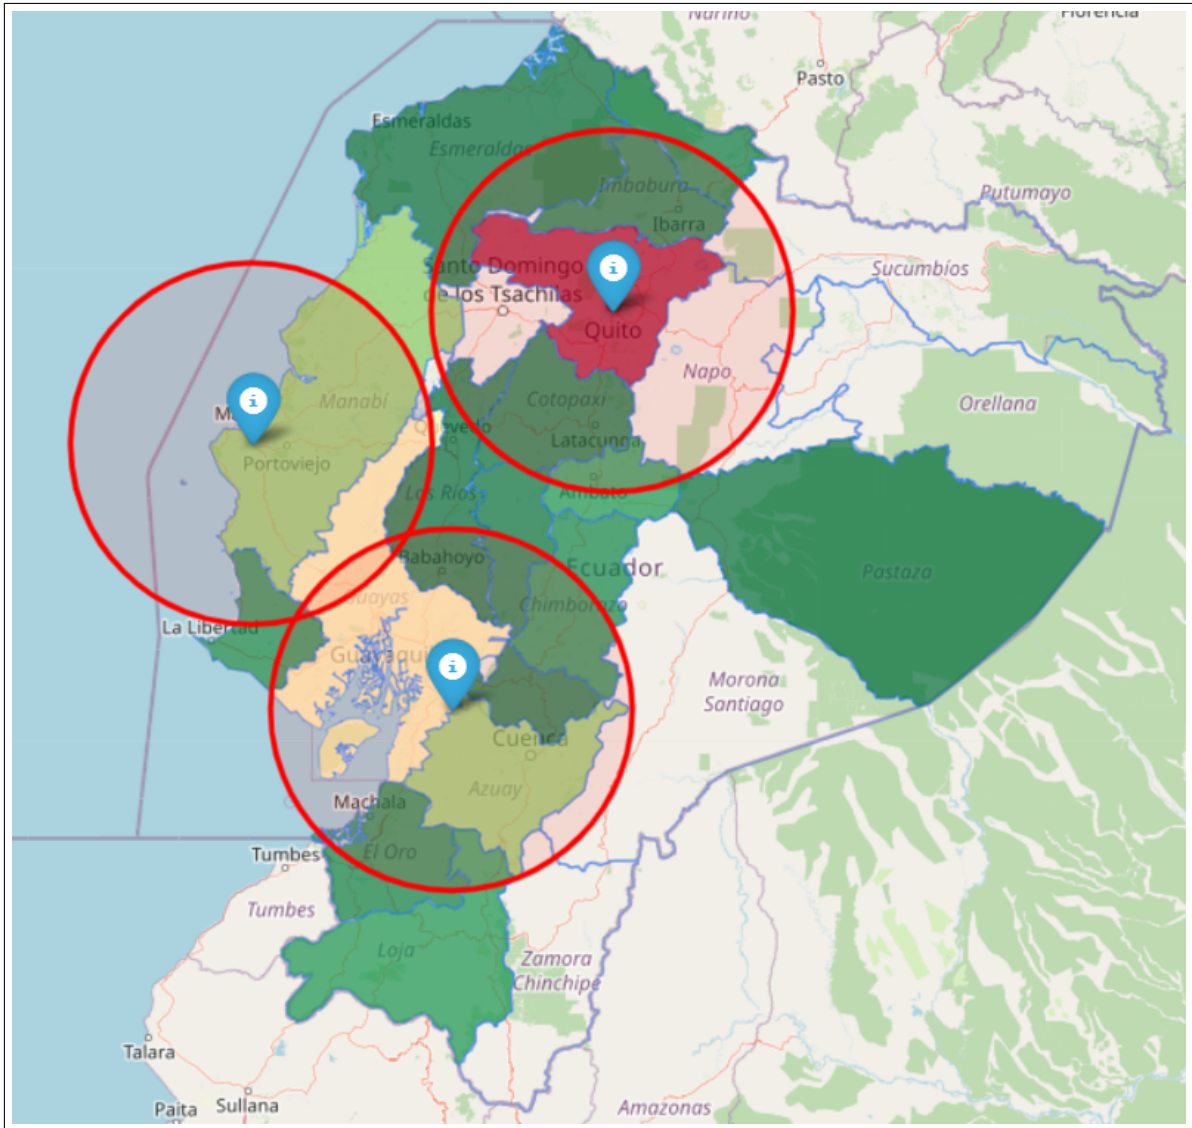 Nariño
Florencia
Pasto
Esmeraldas
Esmeraldas
Imbabura
Putumayo
Ibarra
Santo Domingo
de los Tsachilas
Sucumbíos
Quito
Napo
Manabí
Cotopaxi
Orellana
Quevedo
Latacunga
Portoviejo
Los Ríos
Ambato
Babahoyo
Ecuador
Pastaza
Guayas
Chimborazo
La Libertad
Guayaquil
Morona
Santiago
Cuenca
Azuay
Machala
El Oro
Tumbes
Tumbes
Loja
Zamora
Chinchipe
Talara
Paita
Sullana
Amazonas